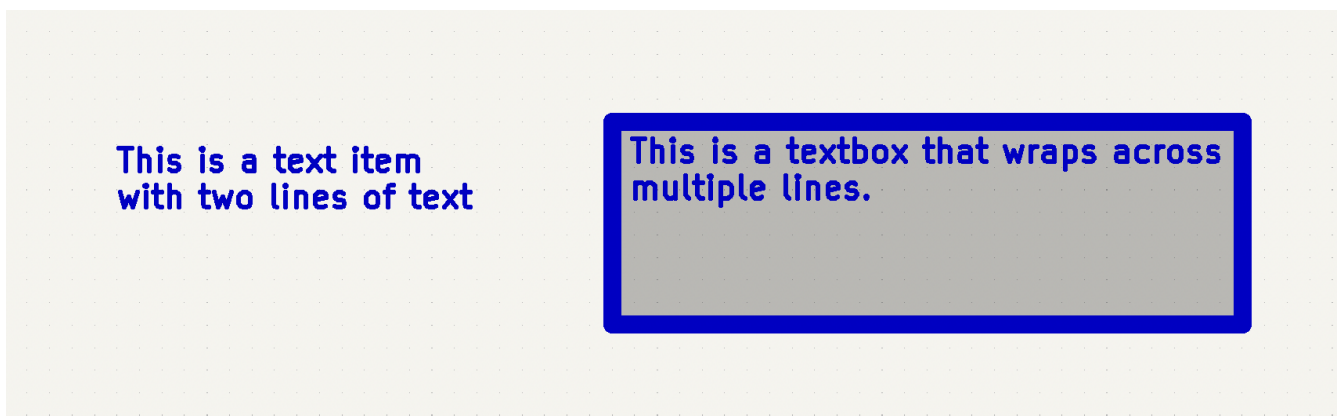 This is a text item
with two lines of text
This is a textbox that wraps across
multiple lines.